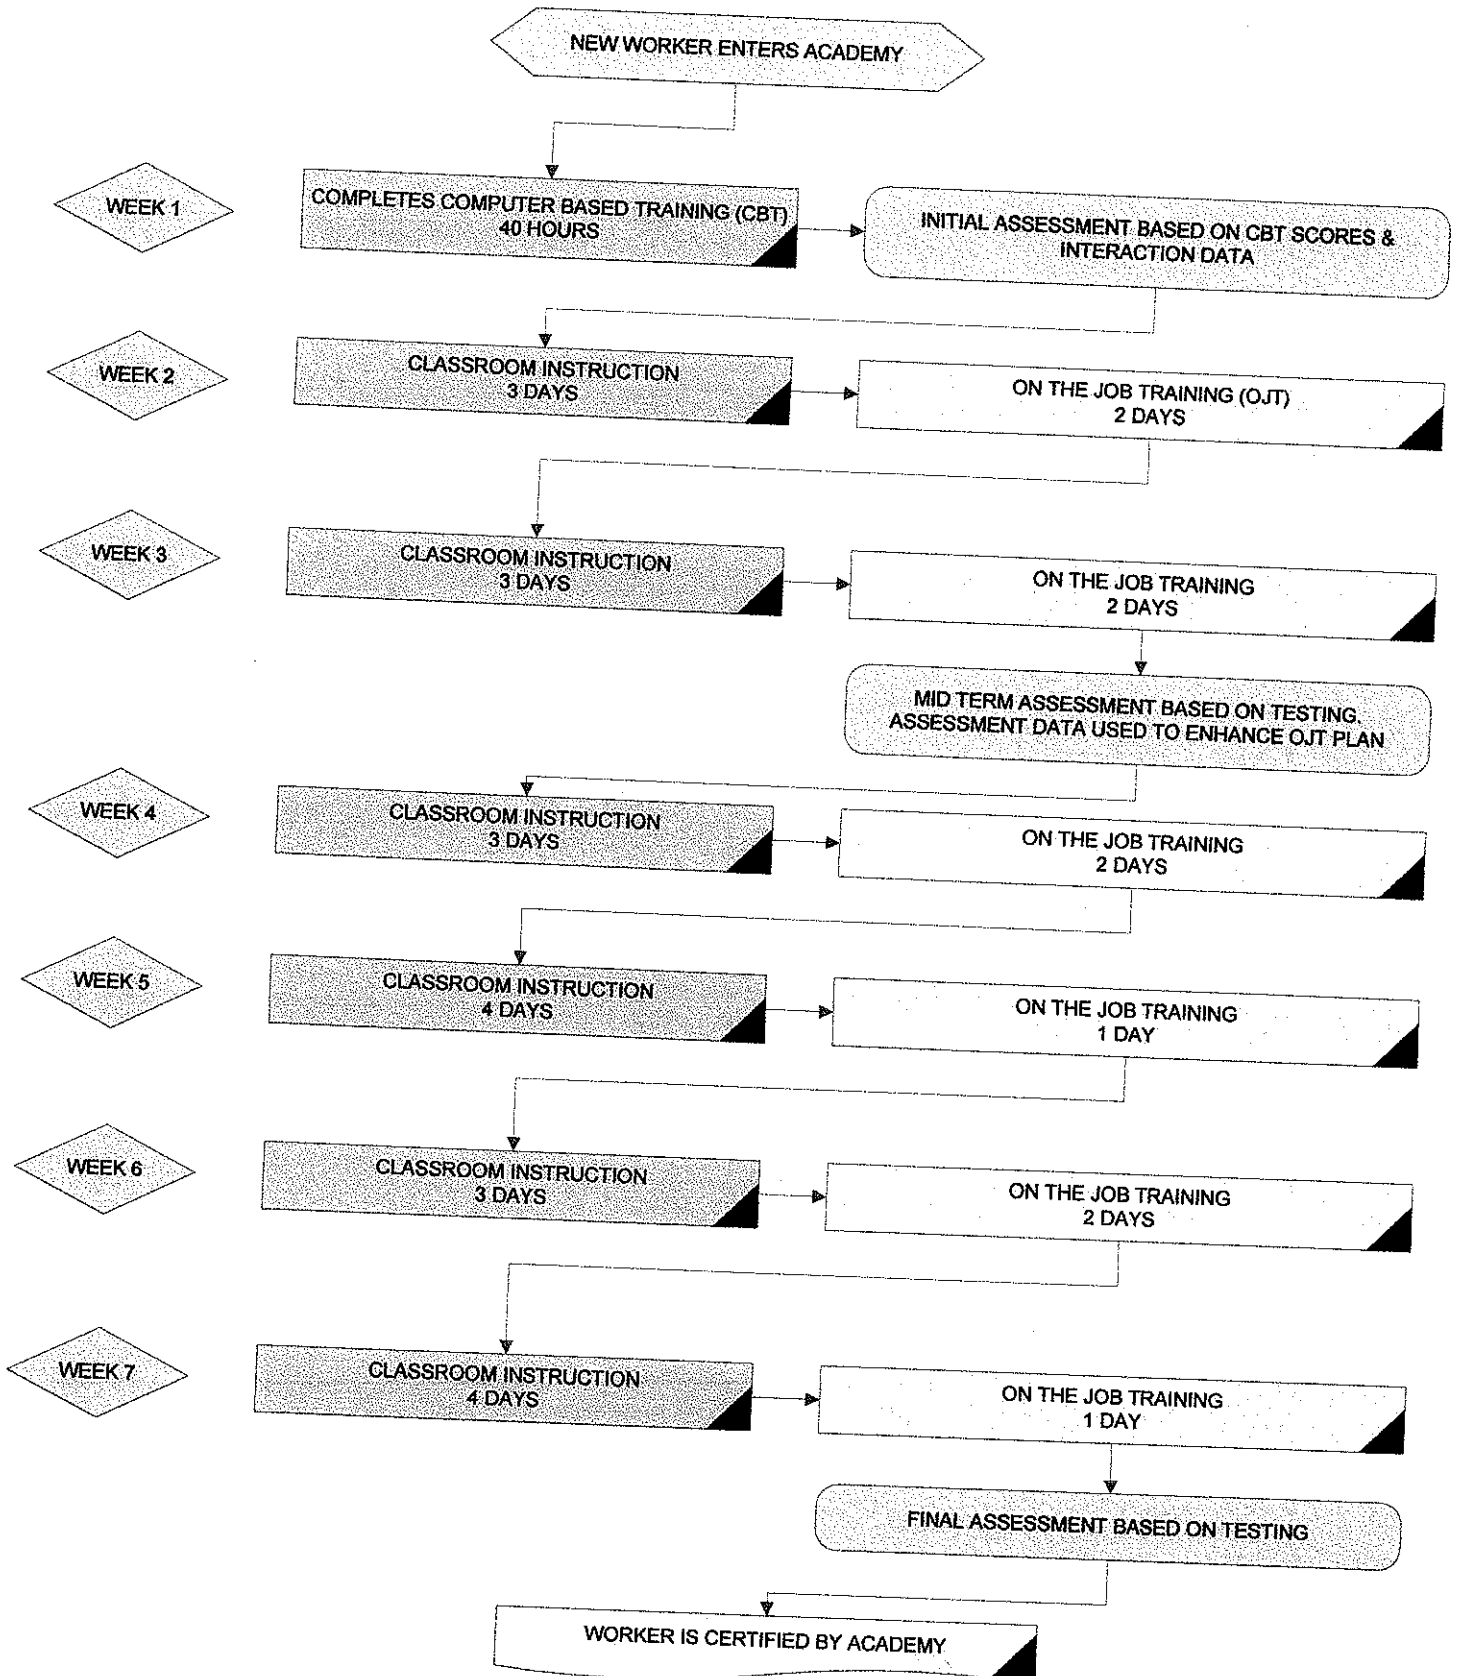 NEW WORKER ENTERS ACADEMY
WEEK 1
COMPLETES COMPUTER BASED TRAINING (CBT)
40 HOURS
INITIAL ASSESSMENT BASED ON CBT SCORES &
INTERACTION DATA
WEEK 2
CLASSROOM INSTRUCTION
3 DAYS
ON THE JOB TRAINING (OJT)
2 DAYS
WEEK 3
CLASSROOM INSTRUCTION
3 DAYS
ON THE JOB TRAINING
2 DAYS
MID TERM ASSESSMENT BASED ON TESTING.
ASSESSMENT DATA USED TO ENHANCE OJT PLAN
WEEK 4
CLASSROOM INSTRUCTION
3 DAYS
ON THE JOB TRAINING
2 DAYS
WEEK 5
CLASSROOM INSTRUCTION
4 DAYS
ON THE JOB TRAINING
1 DAY
WEEK 6
CLASSROOM INSTRUCTION
3 DAYS
ON THE JOB TRAINING
2 DAYS
WEEK 7
CLASSROOM INSTRUCTION
4 DAYS
ON THE JOB TRAINING
1 DAY
FINAL ASSESSMENT BASED ON TESTING
WORKER IS CERTIFIED BY ACADEMY